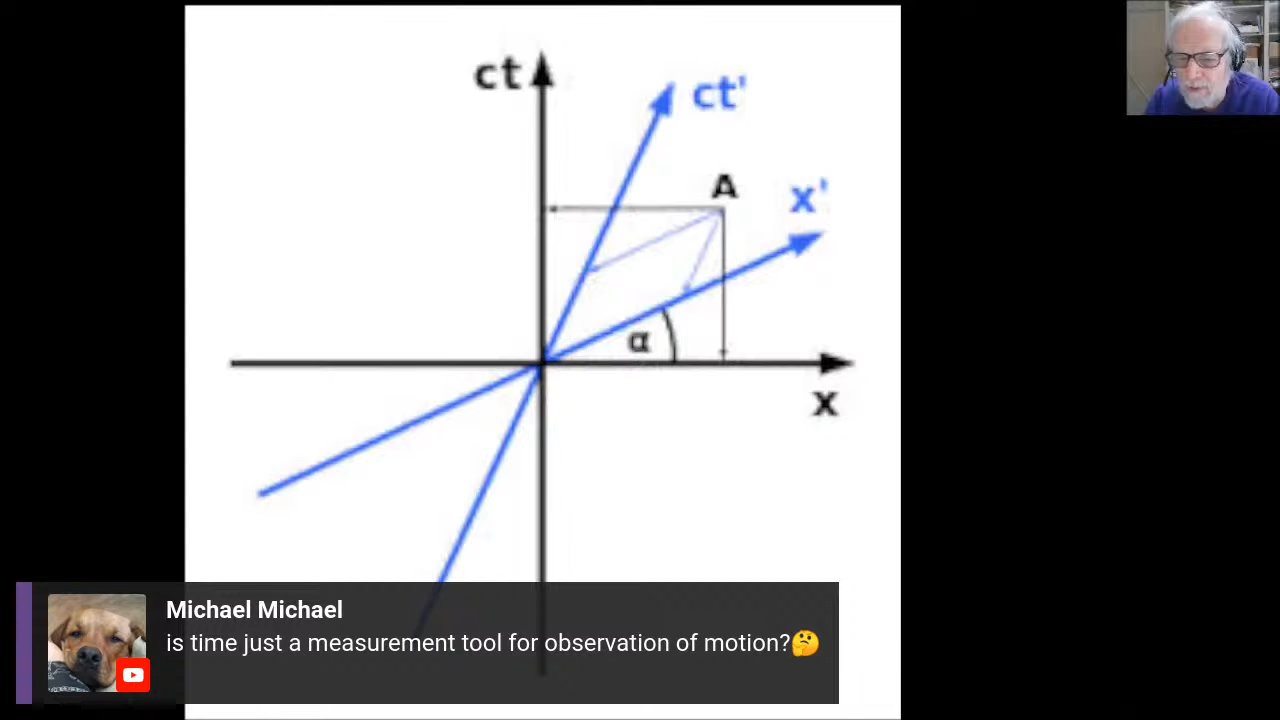 ct
ct'
A
x'
α
x
Michael Michael
is time just a measurement tool for observation of motion?🤔